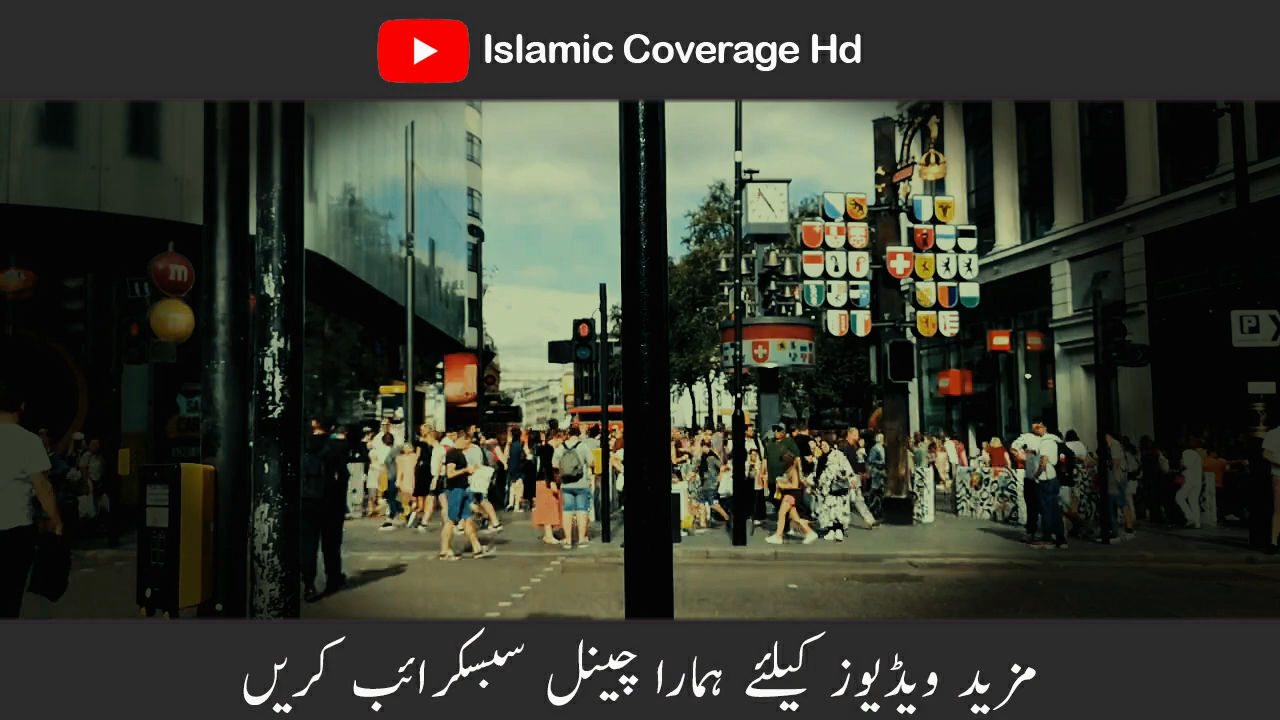 Islamic Coverage Hd
m
P
مزید ویڈیوز کیلئے ہمارا چینل سبسکرائب کریں